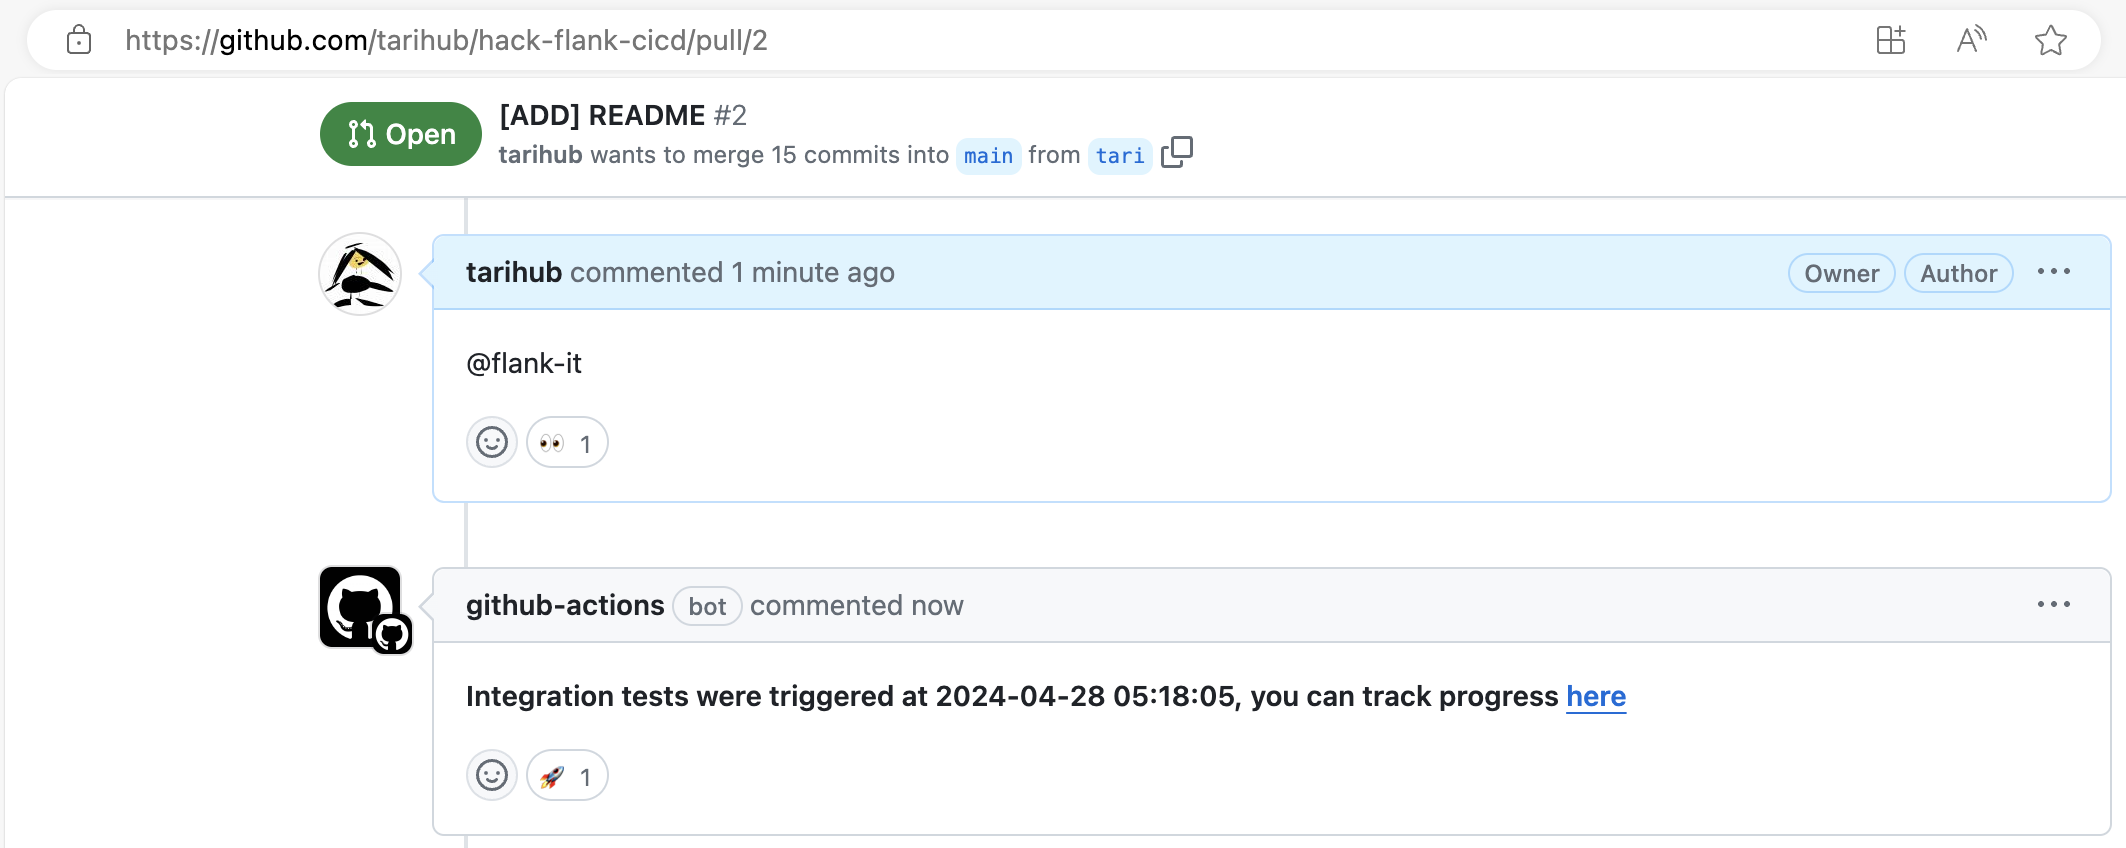 https://github.com/tarihub/hack-flank-cicd/pull/2
Open
[ADD] README #2
tarihub wants to merge 15 commits into main from tari
tarihub commented 1 minute ago
Owner
Author
@flank-it
1
github-actions bot commented now
Integration tests were triggered at 2024-04-28 05:18:05, you can track progress here
1